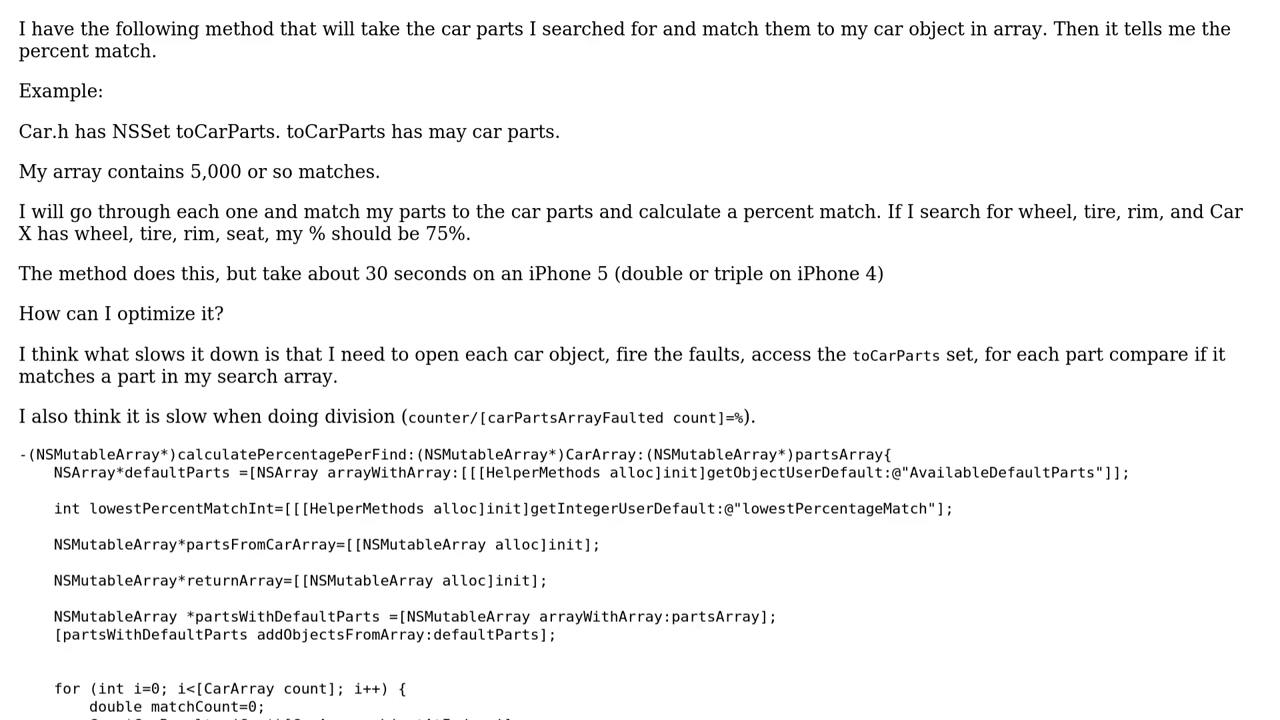 I have the following method that will take the car parts I searched for and match them to my car object in array. Then it tells me the
percent match.
Example:
Car.h has NSSet toCarParts. toCarParts has may car parts.
My array contains 5,000 or so matches.
I will go through each one and match my parts to the car parts and calculate a percent match. If I search for wheel, tire, rim, and Car
X has wheel, tire, rim, seat, my % should be 75%.
The method does this, but take about 30 seconds on an iPhone 5 (double or triple on iPhone 4)
How can I optimize it?
I think what slows it down is that I need to open each car object, fire the faults, access the toCarParts set, for each part compare if it
matches a part in my search array.
I also think it is slow when doing division (counter/[carPartsArrayFaulted count]=%).
-(NSMutableArray*)calculatePercentagePerFind:(NSMutableArray*)CarArray:(NSMutableArray*)partsArray{
    NSArray*defaultParts =[NSArray arrayWithArray:[[[HelperMethods alloc]init]getObjectUserDefault:@"AvailableDefaultParts"]];
    int lowestPercentMatchInt=[[[HelperMethods alloc]init]getIntegerUserDefault:@"lowestPercentageMatch"];
    NSMutableArray*partsFromCarArray=[[NSMutableArray alloc]init];
    NSMutableArray*returnArray=[[NSMutableArray alloc]init];
    NSMutableArray *partsWithDefaultParts =[NSMutableArray arrayWithArray:partsArray];
    [partsWithDefaultParts addObjectsFromArray:defaultParts];
    for (int i=0; i<[CarArray count]; i++) {
        double matchCount=0;